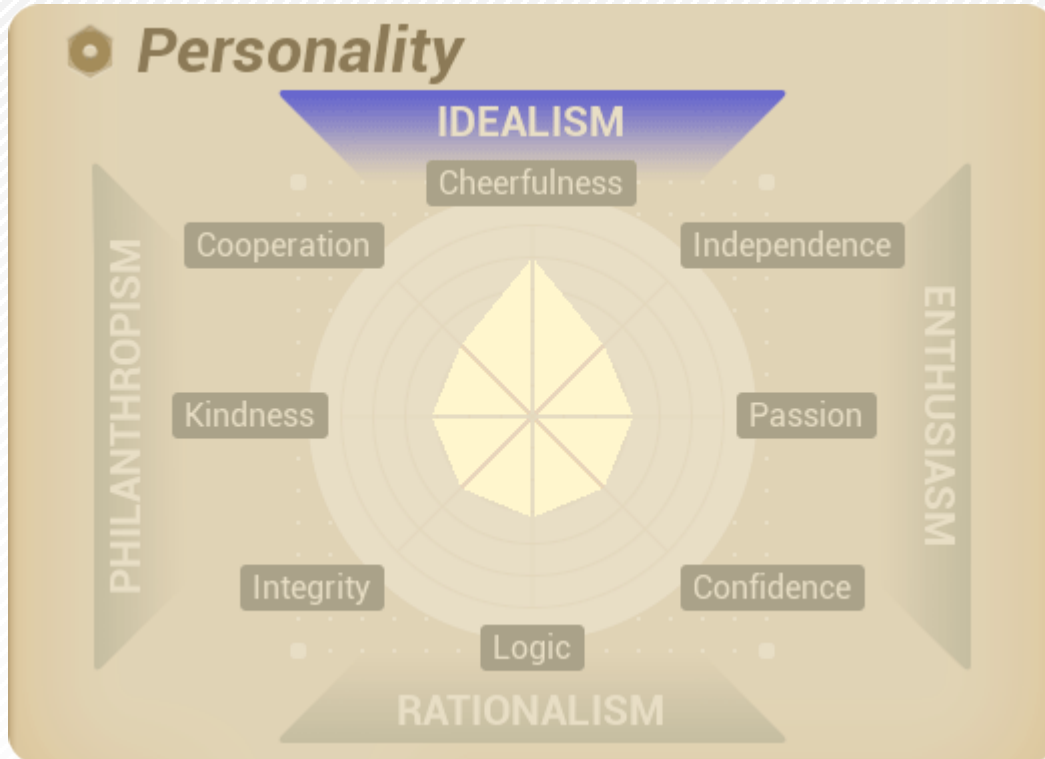 Personality
IDEALISM
Cheerfulness
Cooperation
Independence
PHILANTHROPISM
ENTHUSIASM
Kindness
Passion
Integrity
Confidence
Logic
RATIONALISM